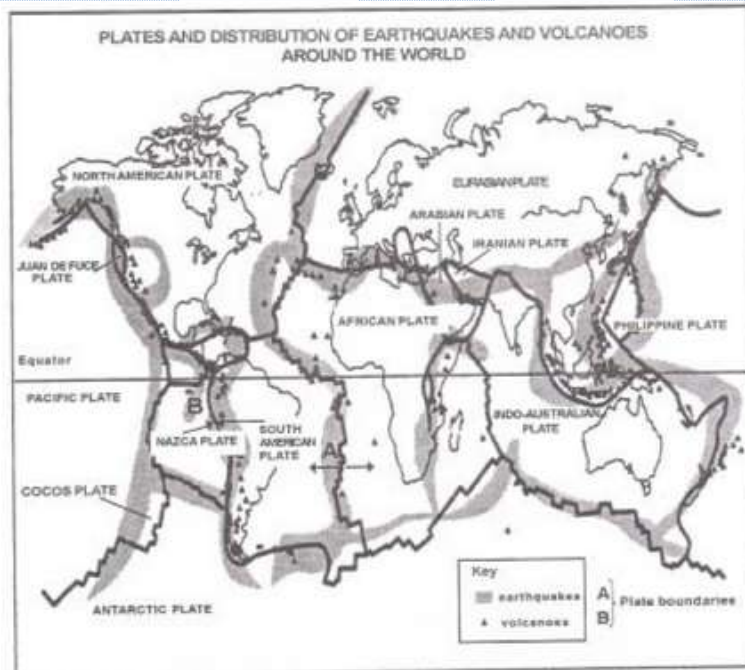 PLATES AND DISTRIBUTION OF EARTHQUAKES AND VOLCANOES
AROUND THE WORLD
NORTH AMERICAN PLATE
EURASIAN PLATE
ARABIAN PLATE
IRANIAN PLATE
JUAN DE FUCE
PLATE
AFRICAN PLATE
PHILIPPINE PLATE
Equator
PACIFIC PLATE
B
INDO-AUSTRALIAN
PLATE
NAZCA PLATE
SOUTH
AMERICAN
PLATE
A
COCOS PLATE
ANTARCTIC PLATE
Key
earthquakes
volcanoes
A
B
Plate boundaries